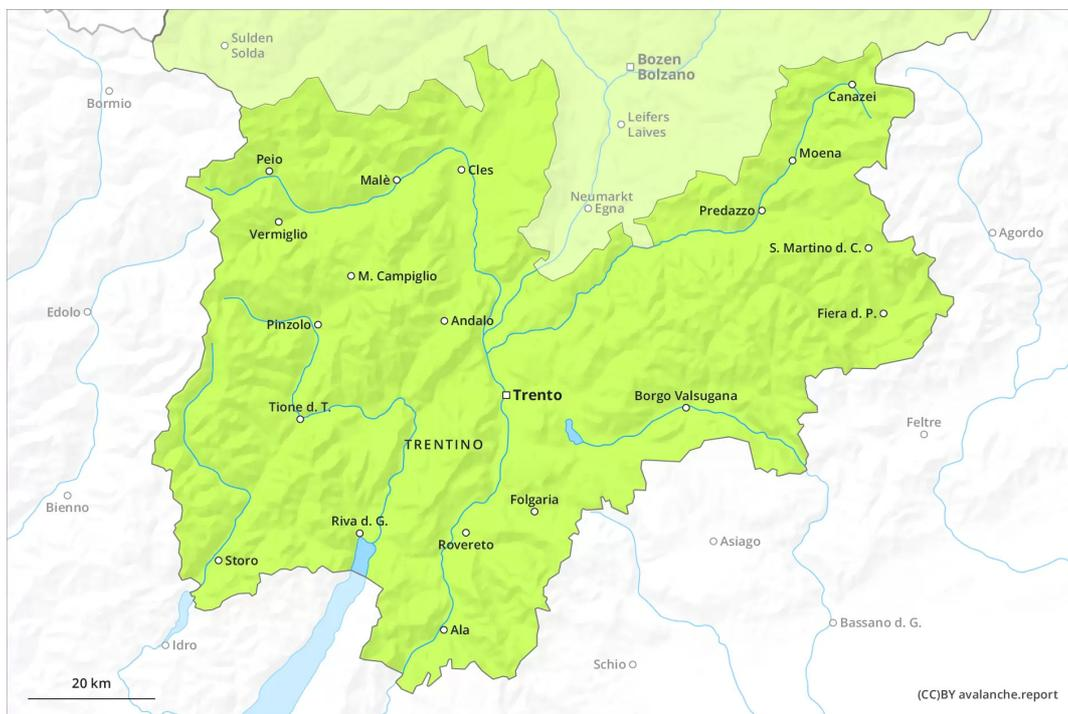 Sulden
Solda
Bozen
Bolzano
Bormio
Canazei
Leifers
Laives
Moena
Peio
Malè
Cles
Neumarkt
Egna
Predazzo
Vermiglio
Agordo
S. Martino d. C.
M. Campiglio
Edolo
Fiera d. P.
Pinzolo
Andalo
Trento
Borgo Valsugana
Tione d. T.
Feltre
TRENTINO
Bienno
Folgaria
Riva d. G.
Asiago
Rovereto
Storo
Bassano d. G.
Ala
Idro
Schio
20 km
(CC)BY avalanche.report